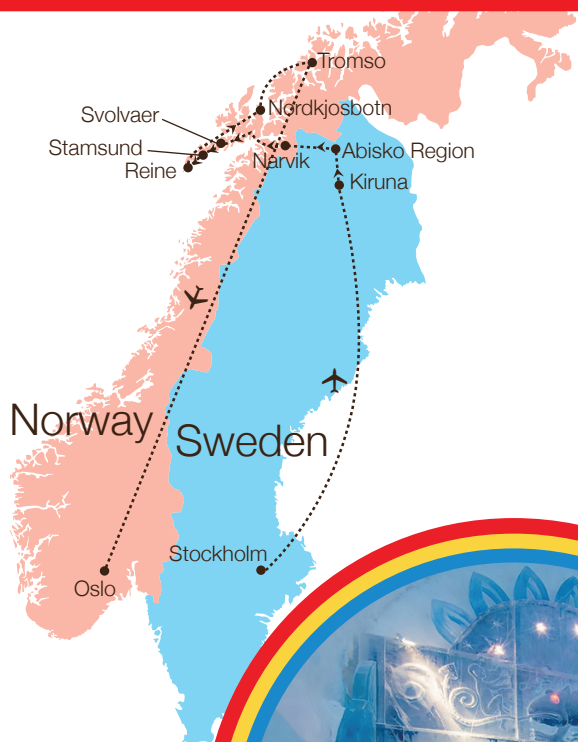 Tromso
Nordkjosbotn
Svolvaer
Stamsund
Reine
Narvik
Abisko Region
Kiruna
Norway
Sweden
Stockholm
Oslo